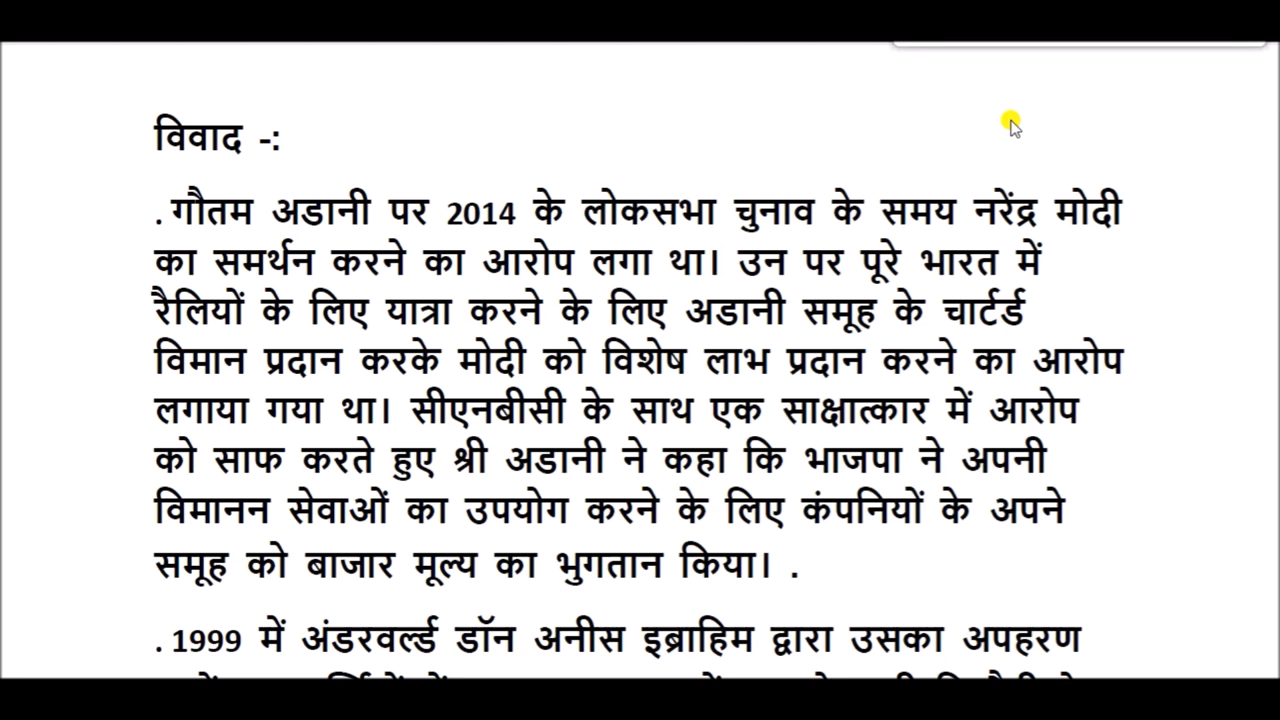 विवाद -:
. गौतम अडानी पर 2014 के लोकसभा चुनाव के समय नरेंद्र मोदी
का समर्थन करने का आरोप लगा था। उन पर पूरे भारत में
रैलियों के लिए यात्रा करने के लिए अडानी समूह के चार्टर्ड
विमान प्रदान करके मोदी को विशेष लाभ प्रदान करने का आरोप
लगाया गया था। सीएनबीसी के साथ एक साक्षात्कार में आरोप
को साफ करते हुए श्री अडानी ने कहा कि भाजपा ने अपनी
विमानन सेवाओं का उपयोग करने के लिए कंपनियों के अपने
समूह को बाजार मूल्य का भुगतान किया। .
. 1999 में अंडरवर्ल्ड डॉन अनीस इब्राहिम द्वारा उसका अपहरण